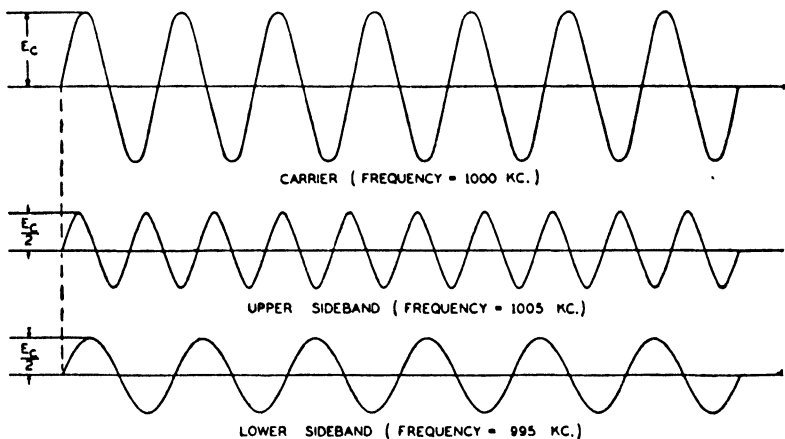 E_C
CARRIER ( FREQUENCY = 1000 KC.)
E_C
2
UPPER SIDEBAND ( FREQUENCY = 1005 KC.)
E_C
2
LOWER SIDEBAND ( FREQUENCY = 995 KC.)